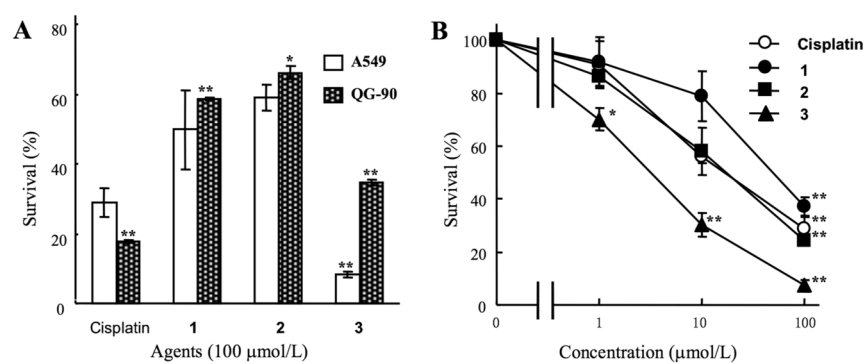 A
Survival (%)
80
60
40
20
0
A549
QG-90
**
*
**
**
**
Cisplatin 1 2 3
Agents (100 μmol/L)
B
Survival (%)
100
80
60
40
20
0
Cisplatin
1
2
3
*
**
**
**
**
**
0 1 10 100
Concentration (μmol/L)